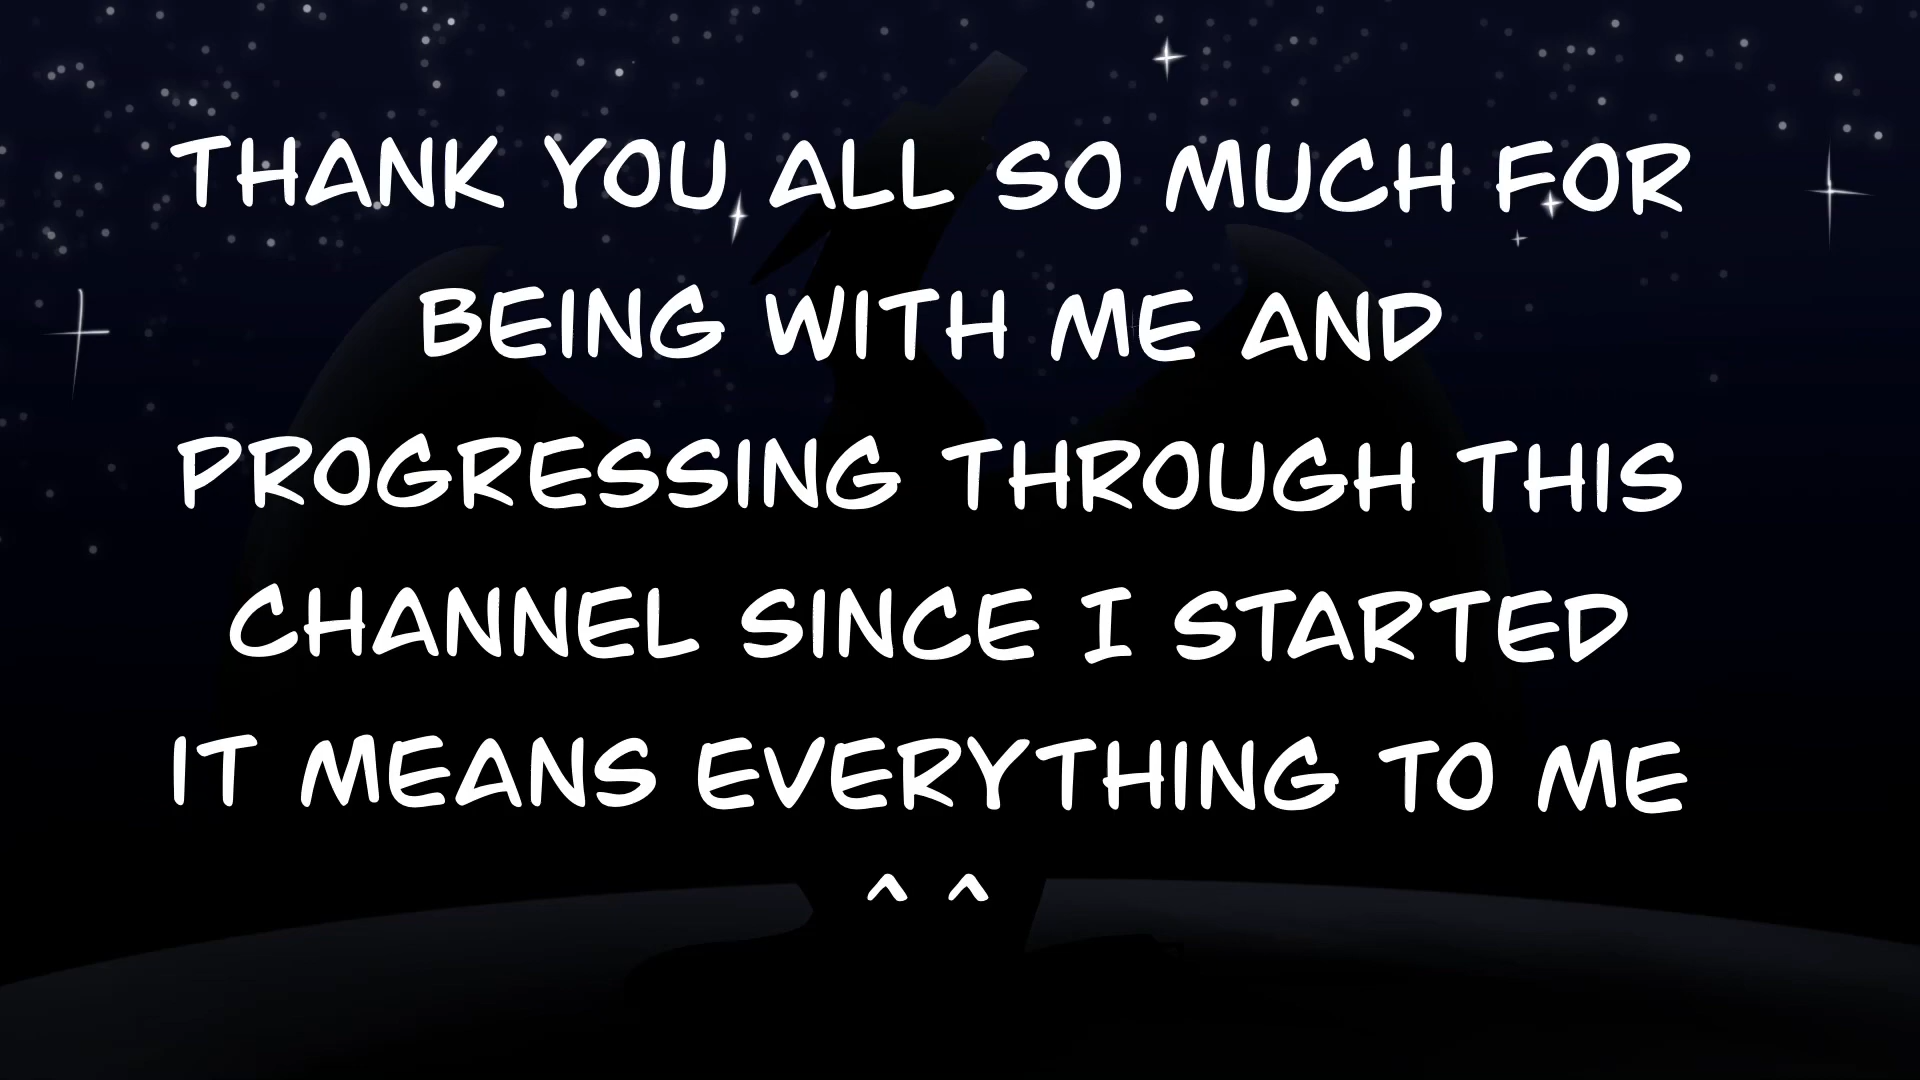 THANK YOU ALL SO MUCH FOR
BEING WITH ME AND
PROGRESSING THROUGH THIS
CHANNEL SINCE I STARTED
IT MEANS EVERYTHING TO ME
^ ^